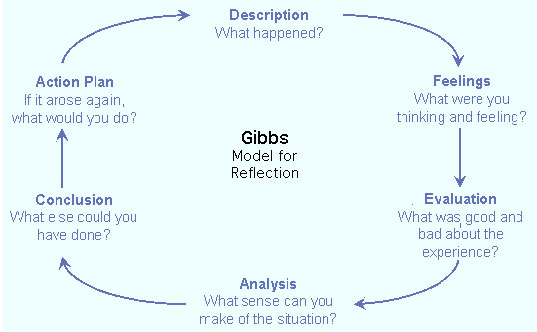 Description
What happened?
Feelings
What were you
thinking and feeling?
Evaluation
What was good and
bad about the
experience?
Analysis
What sense can you
make of the situation?
Conclusion
What else could you
have done?
Action Plan
If it arose again,
what would you do?
Gibbs
Model for
Reflection